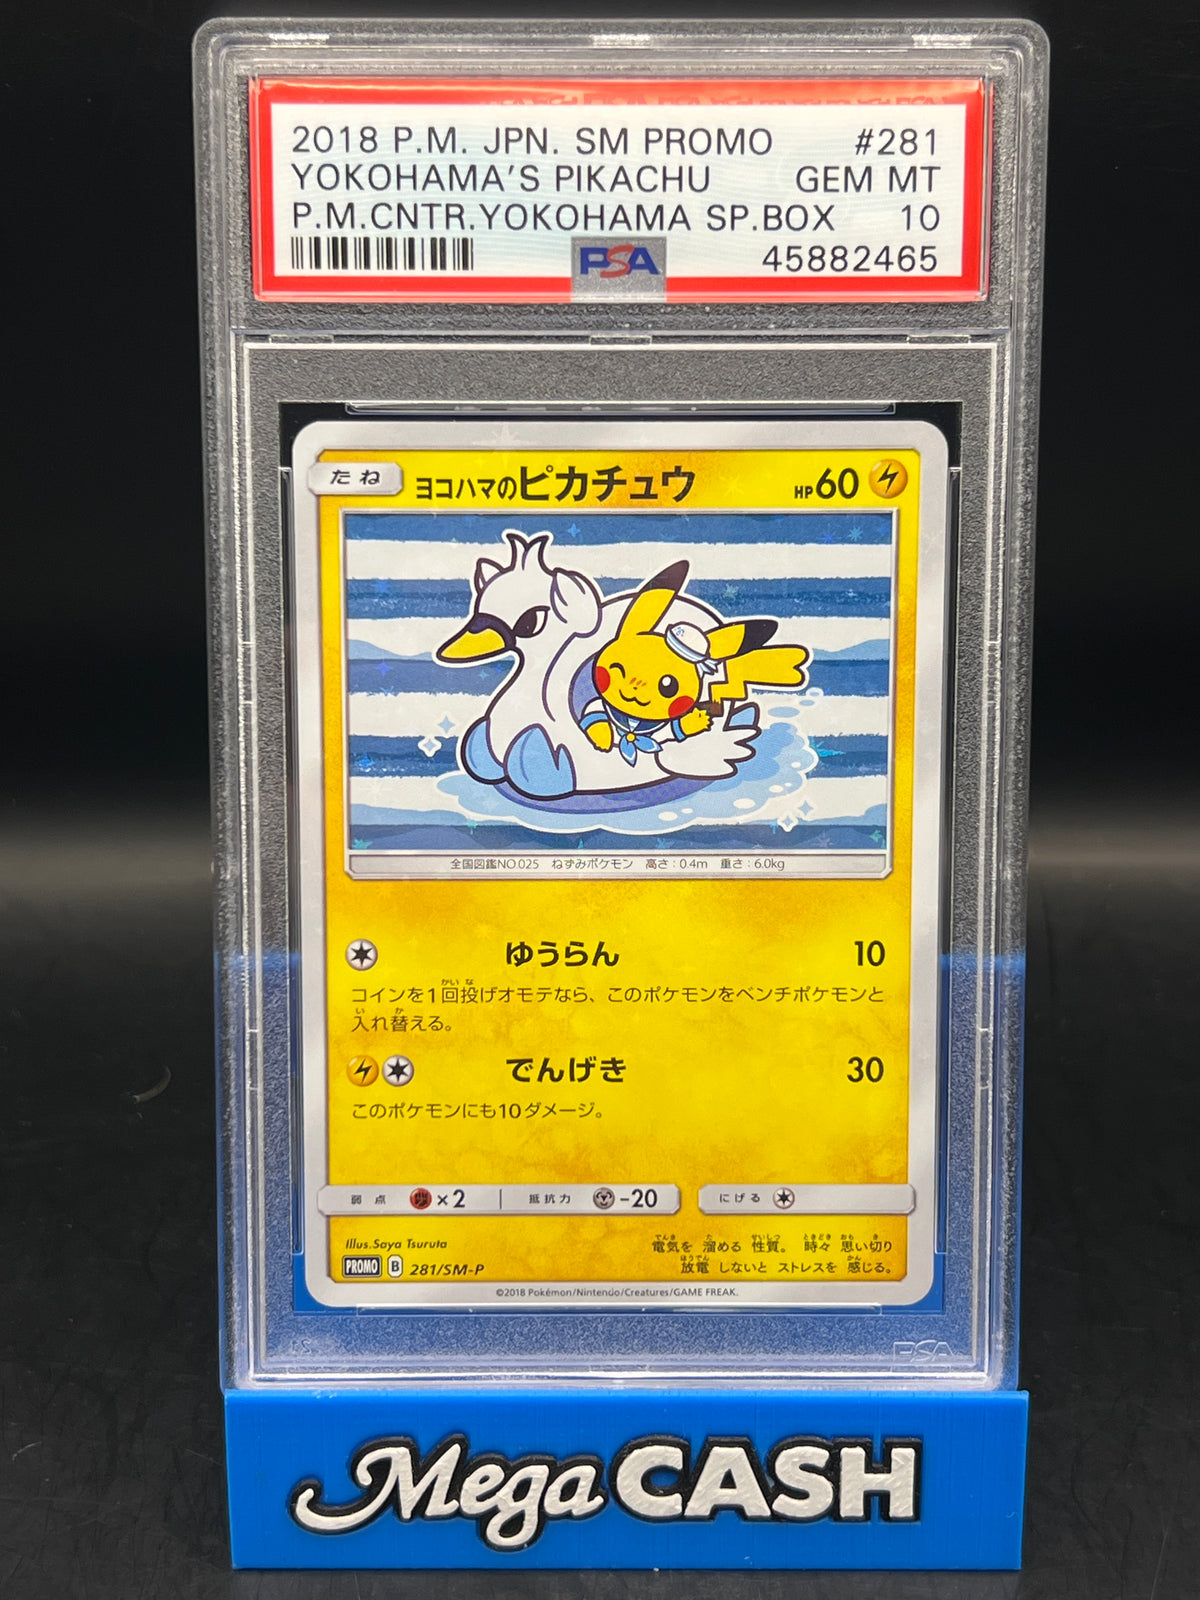 2018 P.M. JPN. SM PROMO #281
YOKOHAMA'S PIKACHU GEM MT
P.M.CNTR.YOKOHAMA SP.BOX 10
PSA 45882465
たね ヨコハマのピカチュウ HP60
全国図鑑NO.025 ねずみポケモン 高さ:0.4m 重さ:6.0kg
ゆうらん 10
コインを1回投げオモテなら、このポケモンをベンチポケモンと
入れ替える。
でんげき 30
このポケモンにも10ダメージ。
弱点 ×2 抵抗力 -20 にげる
Illus.Saya Tsuruta
電気を 溜める 性質。 時々 思い切り
放電 しないと ストレスを 感じる。
PROMO B 281/SM-P
©2018 Pokémon/Nintendo/Creatures/GAME FREAK.
PSA
Mega CASH